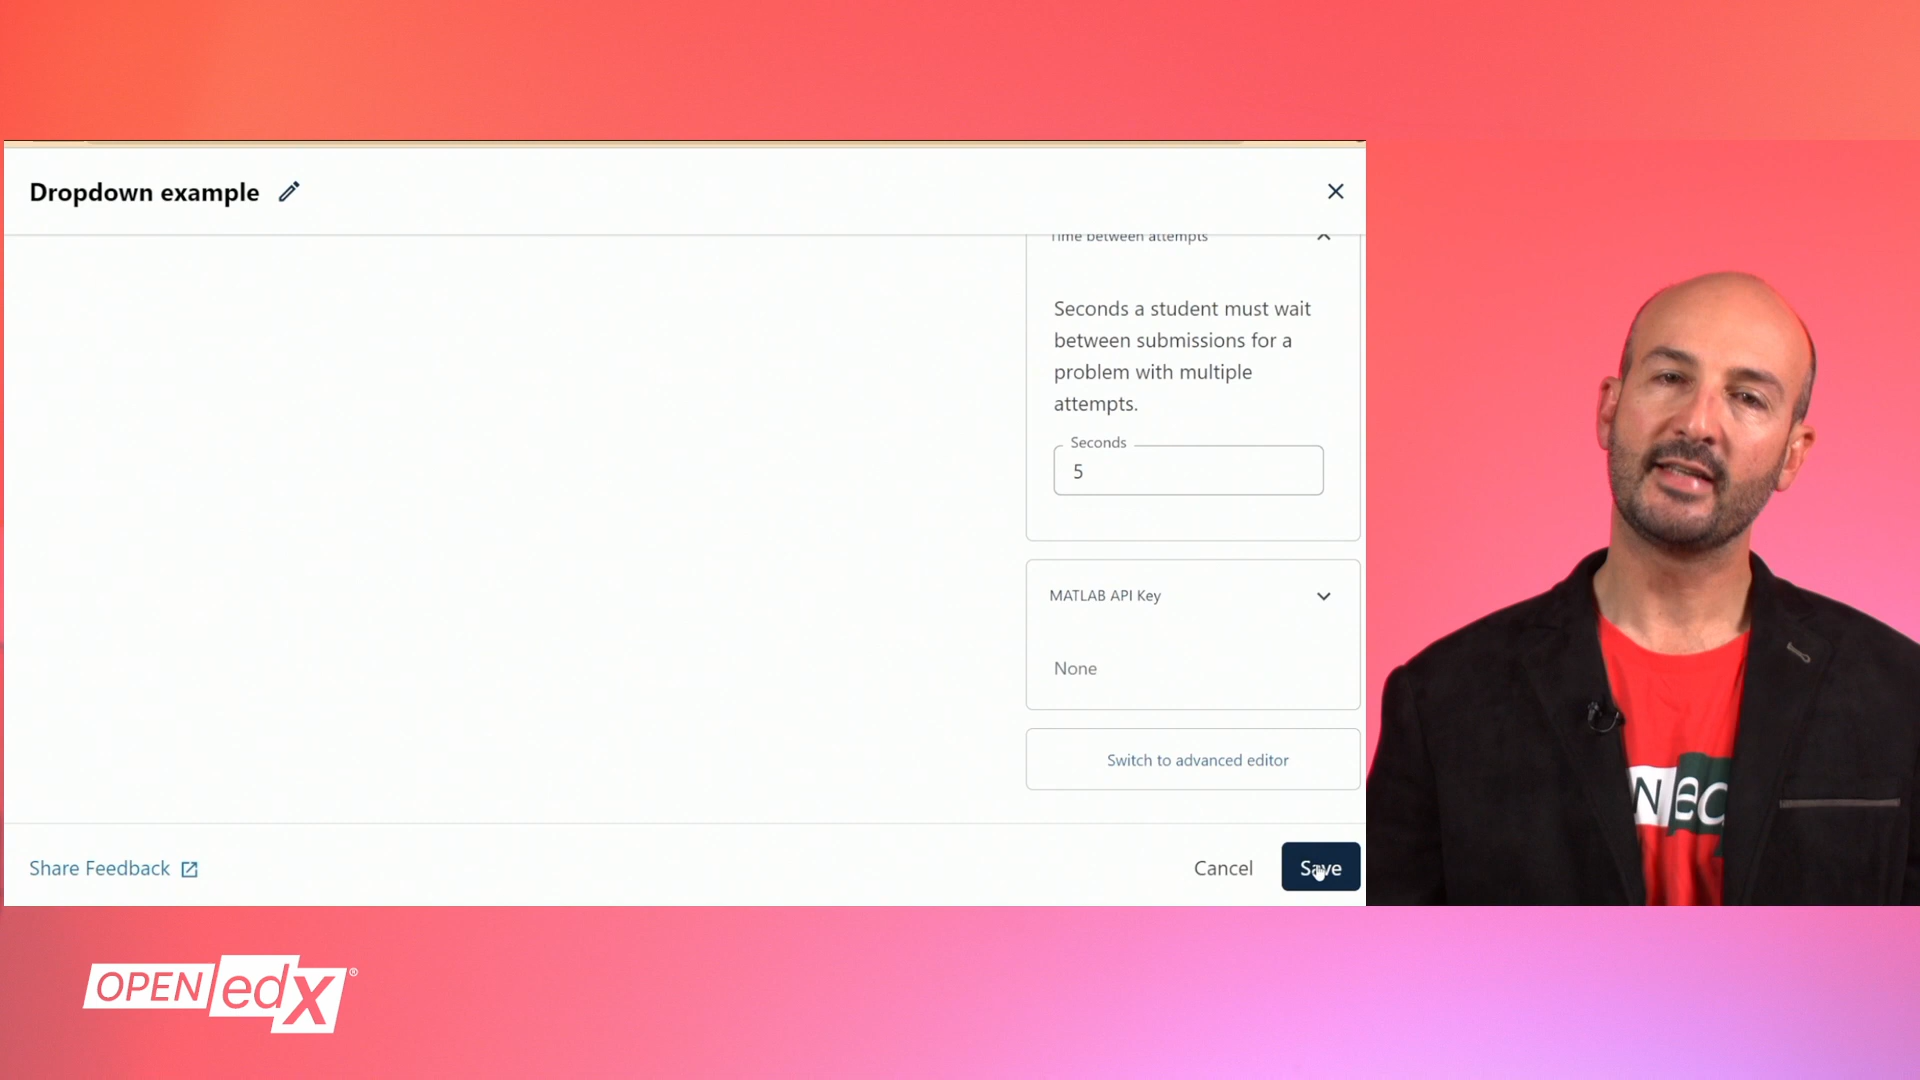 Dropdown example
Time between attempts
Seconds a student must wait
between submissions for a
problem with multiple
attempts.
Seconds
5
MATLAB API Key
None
Switch to advanced editor
Share Feedback
Cancel
Save
OPEN edX®